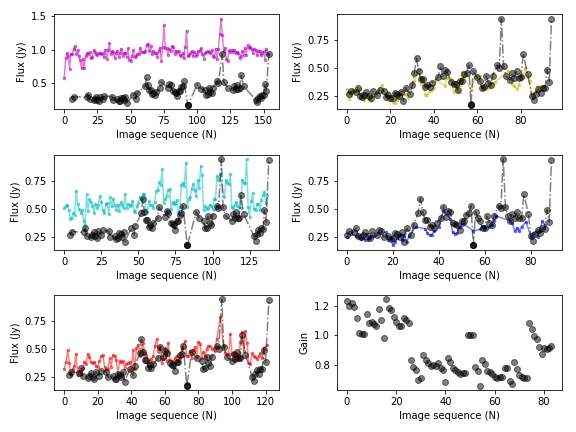 1.5
1.0
0.5
Flux (Jy)
0 25 50 75 100 125 150
Image sequence (N)
0.75
0.50
0.25
Flux (Jy)
0 20 40 60 80
Image sequence (N)
0.75
0.50
0.25
Flux (Jy)
0 25 50 75 100 125
Image sequence (N)
0.75
0.50
0.25
Flux (Jy)
0 20 40 60 80
Image sequence (N)
0.75
0.50
0.25
Flux (Jy)
0 20 40 60 80 100 120
Image sequence (N)
1.2
1.0
0.8
Gain
0 20 40 60 80
Image sequence (N)